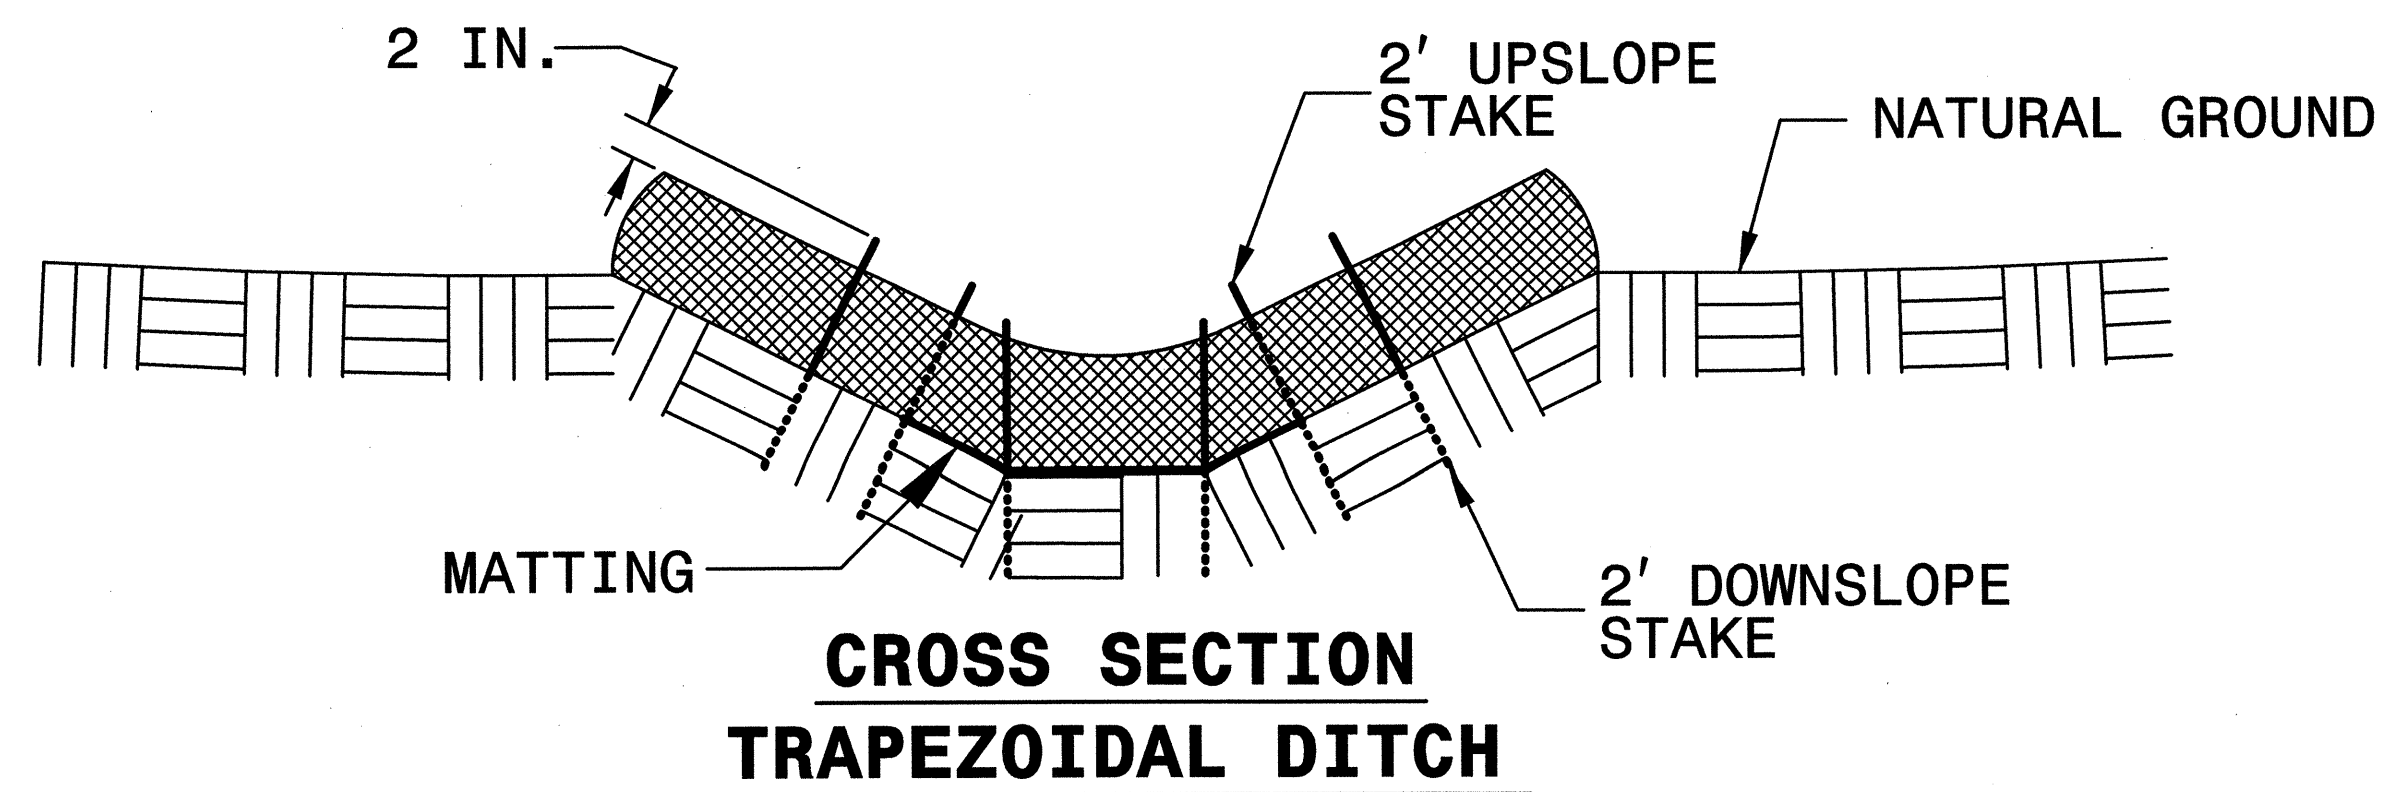 2 IN.
2' UPSLOPE
STAKE
NATURAL GROUND
MATTING
2' DOWNSLOPE
STAKE
CROSS SECTION
TRAPEZOIDAL DITCH